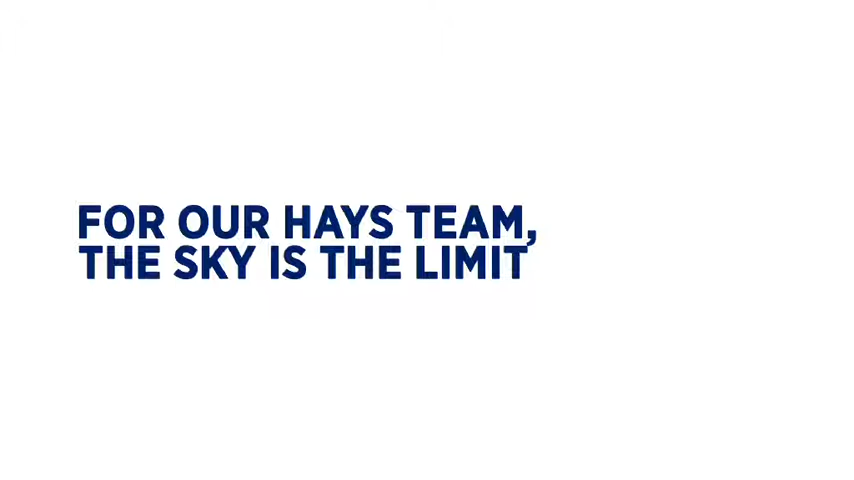 FOR OUR HAYS TEAM,
THE SKY IS THE LIMIT